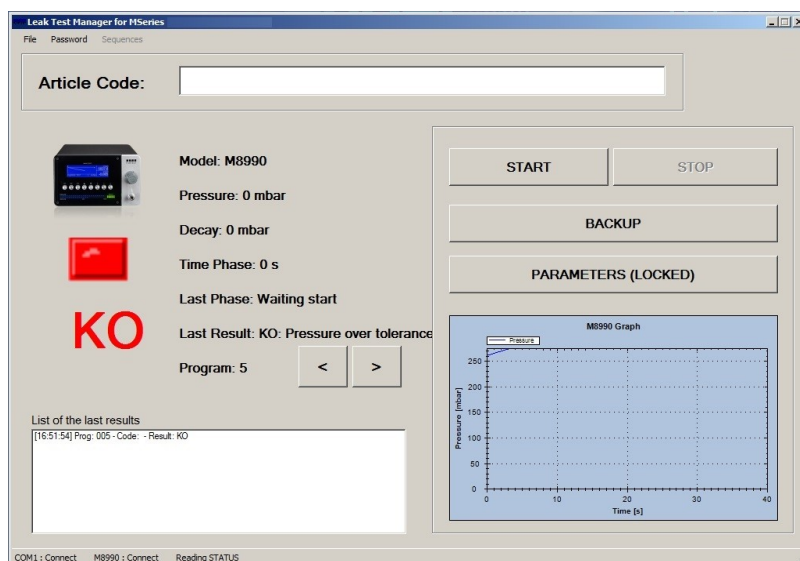 Leak Test Manager for MSeries
File Password Sequences
Article Code:
Model: M8990
Pressure: 0 mbar
Decay: 0 mbar
Time Phase: 0 s
Last Phase: Waiting start
KO
Last Result: KO: Pressure over tolerance
Program: 5 < >
List of the last results
[16:51:54] Prog: 005 - Code: - Result: KO
START STOP
BACKUP
PARAMETERS (LOCKED)
M8990 Graph
Pressure
Pressure [mbar]
250
200
150
100
50
0
0 10 20 30 40
Time [s]
COM1 : Connect M8990 : Connect Reading STATUS